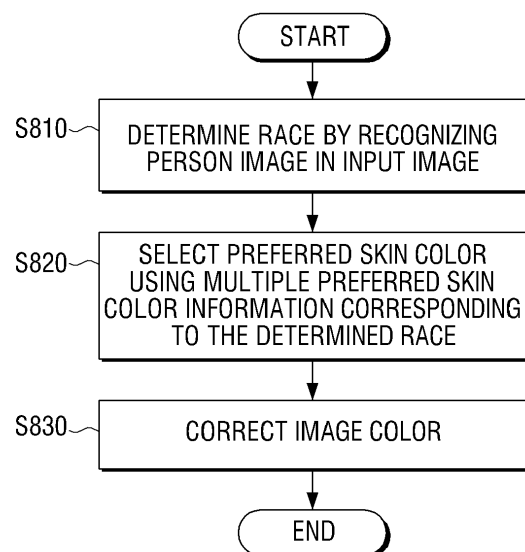 START
S810
DETERMINE RACE BY RECOGNIZING
PERSON IMAGE IN INPUT IMAGE
S820
SELECT PREFERRED SKIN COLOR
USING MULTIPLE PREFERRED SKIN
COLOR INFORMATION CORRESPONDING
TO THE DETERMINED RACE
S830
CORRECT IMAGE COLOR
END